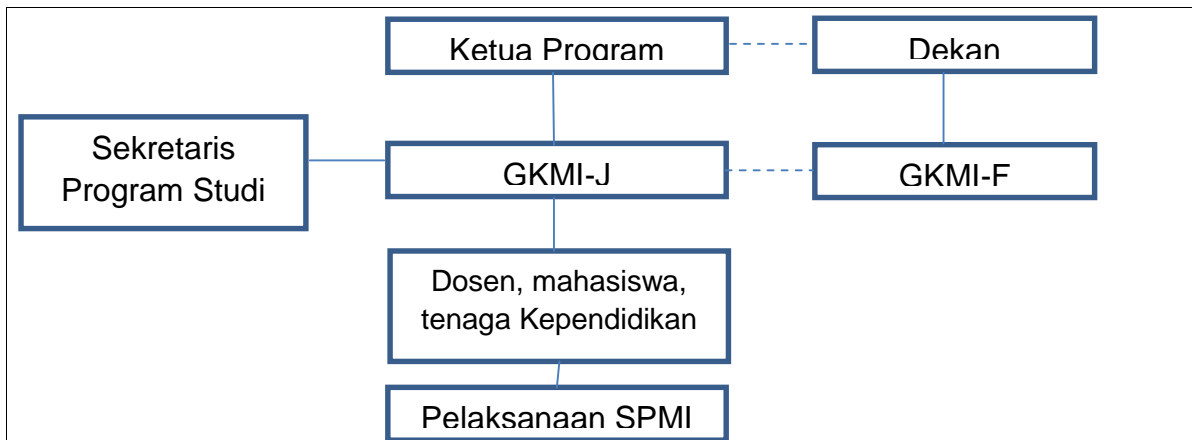 Ketua Program
Dekan
Sekretaris
Program Studi
GKMI-J
GKMI-F
Dosen, mahasiswa,
tenaga Kependidikan
Pelaksanaan SPMI